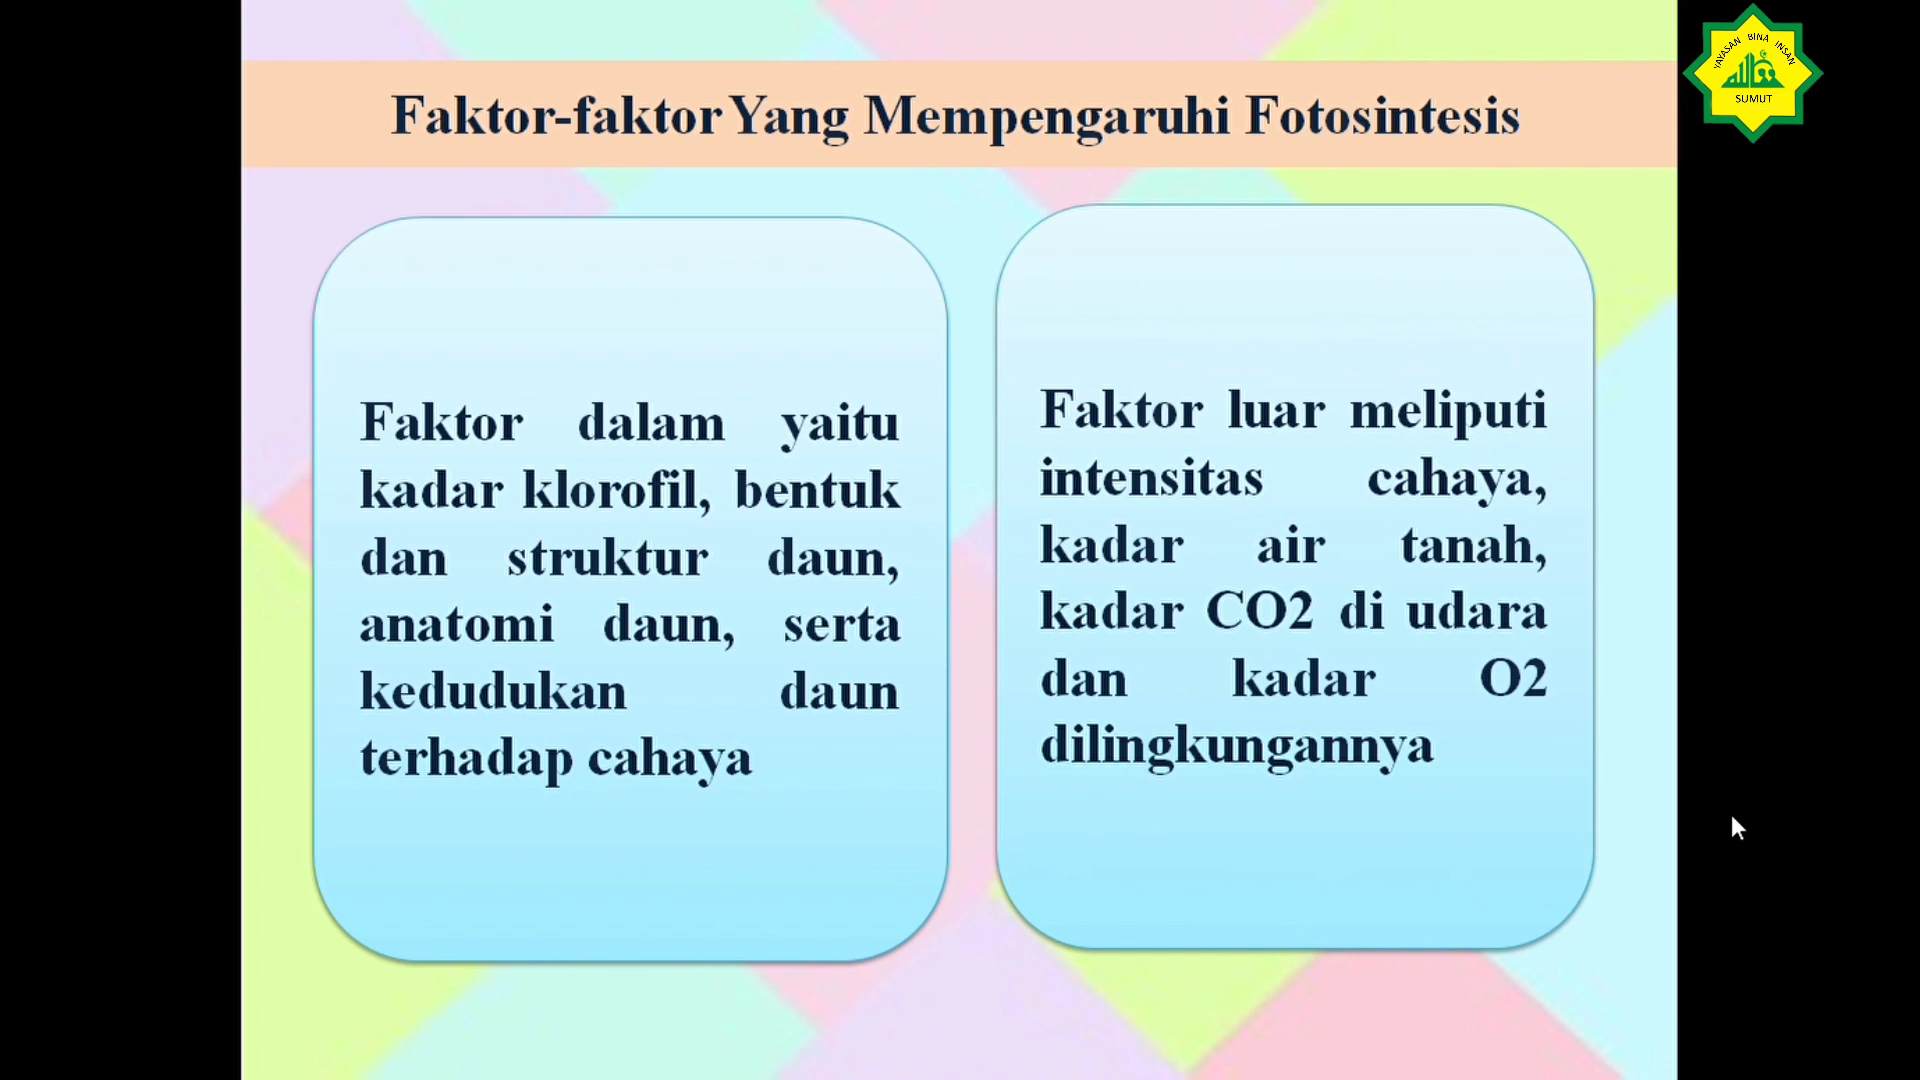 Faktor-faktor Yang Mempengaruhi Fotosintesis
Faktor dalam yaitu
kadar klorofil, bentuk
dan struktur daun,
anatomi daun, serta
kedudukan daun
terhadap cahaya
Faktor luar meliputi
intensitas cahaya,
kadar air tanah,
kadar CO2 di udara
dan kadar O2
dilingkungannya
YAYASAN BINA INSAN
SUMUT